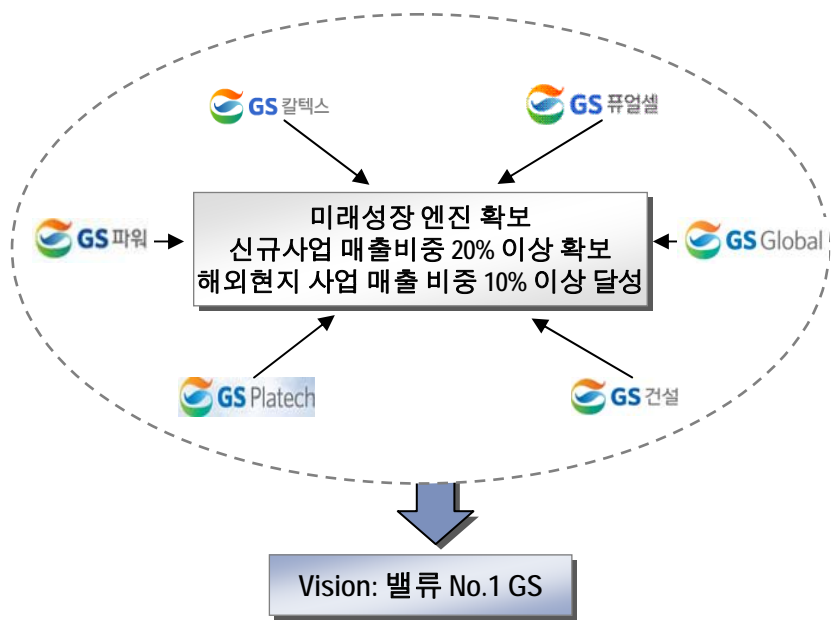 GS 칼텍스
GS 퓨얼셀
미래성장 엔진 확보
신규사업 매출비중 20% 이상 확보
해외현지 사업 매출 비중 10% 이상 달성
GS 파워
GS Global
GS Platech
GS 건설
Vision: 밸류 No.1 GS